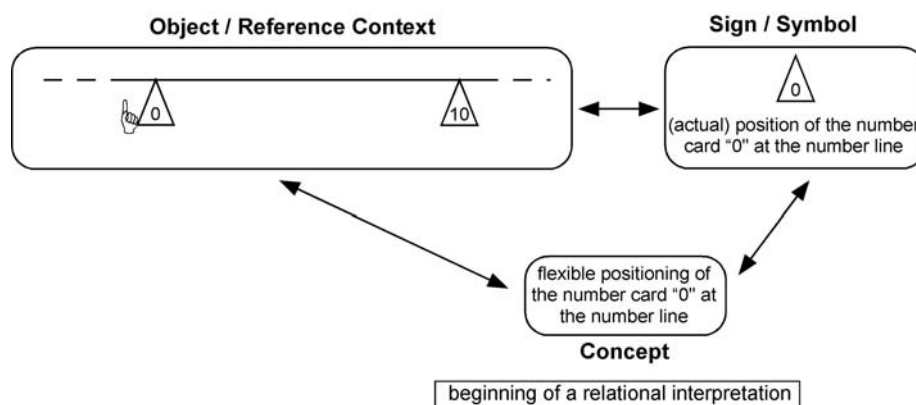 Object / Reference Context
0
10
Sign / Symbol
0
(actual) position of the number
card "0" at the number line
flexible positioning of
the number card "0" at
the number line
Concept
beginning of a relational interpretation